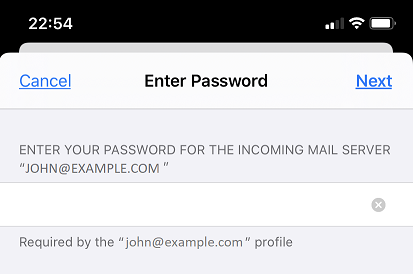 22:54
Cancel Enter Password Next
ENTER YOUR PASSWORD FOR THE INCOMING MAIL SERVER
“JOHN@EXAMPLE.COM ”
Required by the “john@example.com” profile